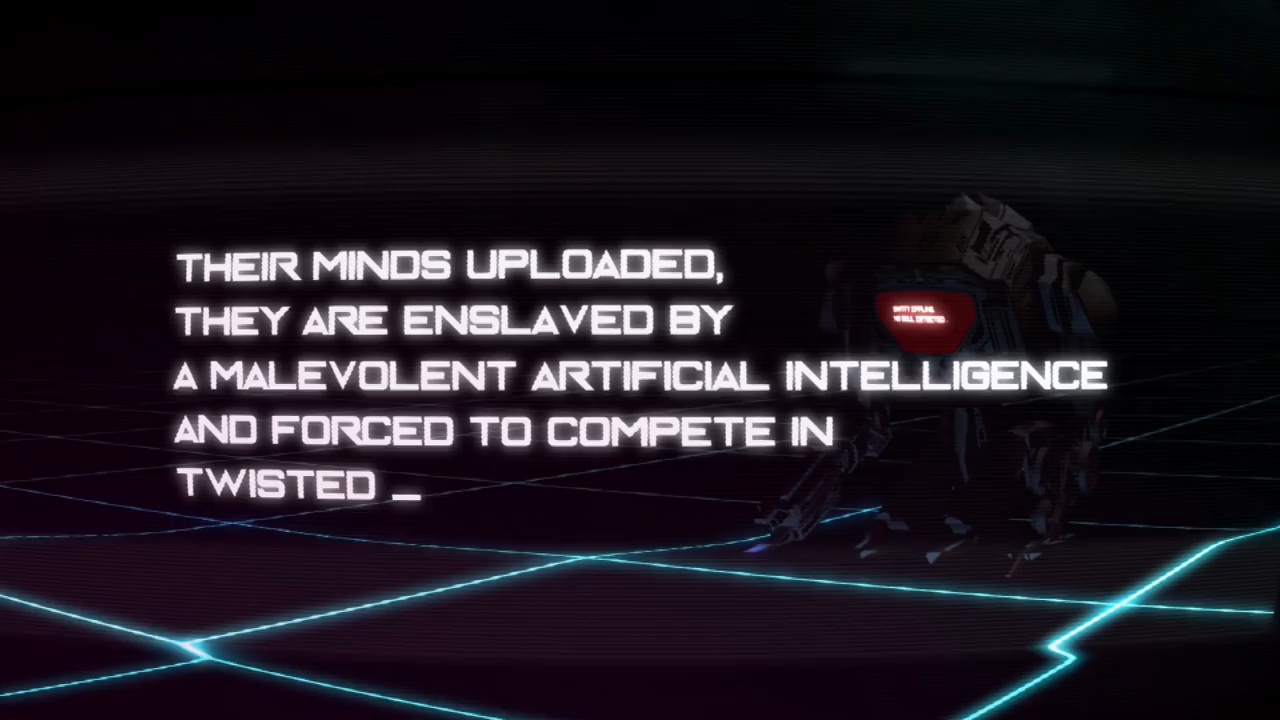 THEIR MINDS UPLOADED,
THEY ARE ENSLAVED BY
A MALEVOLENT ARTIFICIAL INTELLIGENCE
AND FORCED TO COMPETE IN
TWISTED _